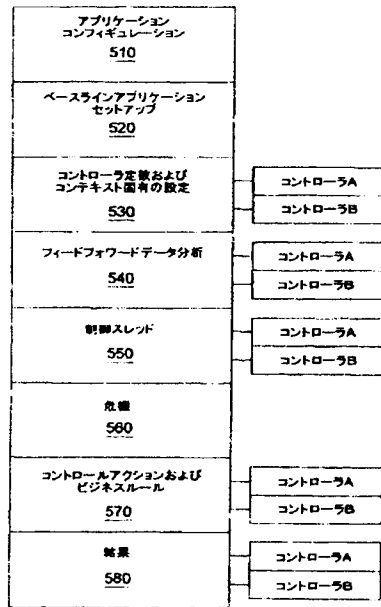 アプリケーション
コンフィギュレーション
510
ベースラインアプリケーション
セットアップ
520
コントローラ定数および
コンテキスト固有の設定
530
コントローラA
コントローラB
フィードフォワードデータ分析
540
コントローラA
コントローラB
制御スレッド
550
コントローラA
コントローラB
危機
560
コントロールアクションおよび
ビジネスルール
570
コントローラA
コントローラB
結果
580
コントローラA
コントローラB